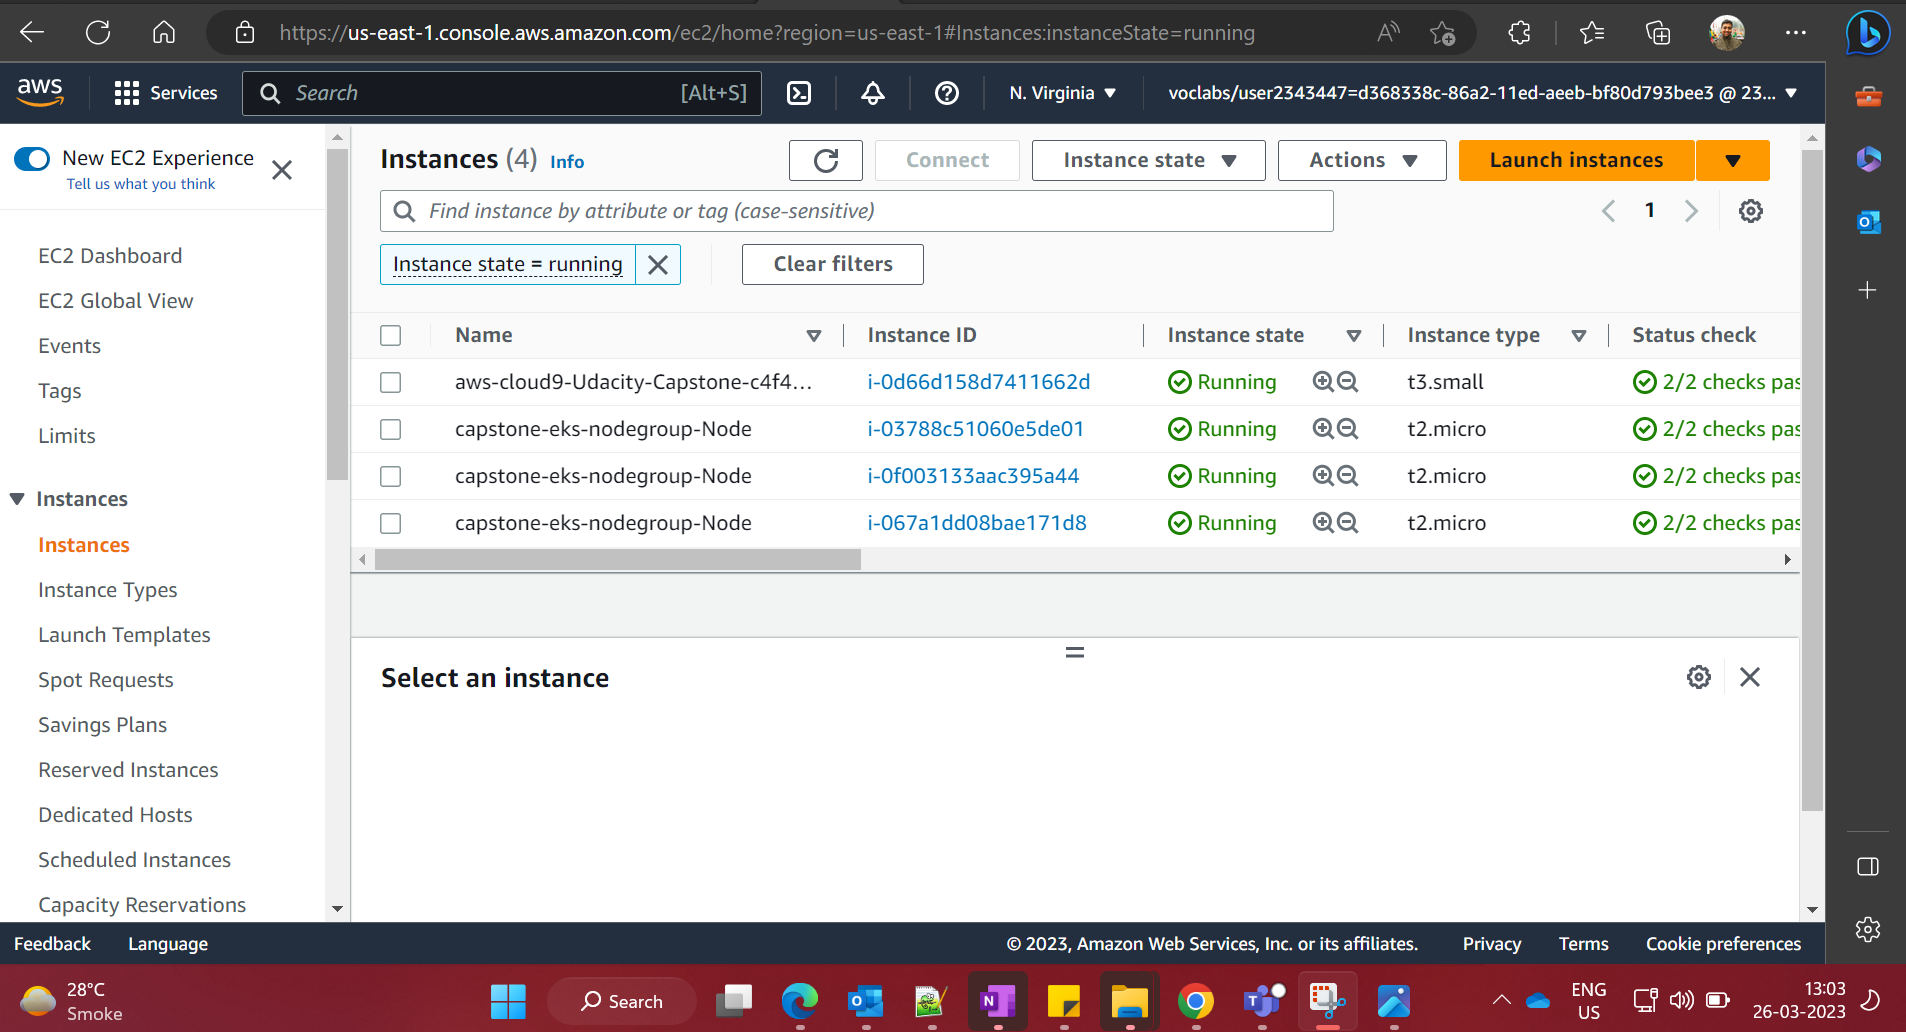 https://us-east-1.console.aws.amazon.com/ec2/home?region=us-east-1#Instances:instanceState=running
aws
Services
Search
[Alt+S]
N. Virginia
voclabs/user2343447=d368338c-86a2-11ed-aeeb-bf80d793bee3 @ 23...
New EC2 Experience
Tell us what you think
EC2 Dashboard
EC2 Global View
Events
Tags
Limits
Instances
Instances
Instance Types
Launch Templates
Spot Requests
Savings Plans
Reserved Instances
Dedicated Hosts
Scheduled Instances
Capacity Reservations
Instances (4) Info
Connect
Instance state
Actions
Launch instances
Find instance by attribute or tag (case-sensitive)
1
Instance state = running
Clear filters
Name Instance ID Instance state Instance type Status check
aws-cloud9-Udacity-Capstone-c4f4... i-0d66d158d7411662d Running t3.small 2/2 checks pas
capstone-eks-nodegroup-Node i-03788c51060e5de01 Running t2.micro 2/2 checks pas
capstone-eks-nodegroup-Node i-0f003133aac395a44 Running t2.micro 2/2 checks pas
capstone-eks-nodegroup-Node i-067a1dd08bae171d8 Running t2.micro 2/2 checks pas
Select an instance
Feedback Language © 2023, Amazon Web Services, Inc. or its affiliates. Privacy Terms Cookie preferences
28°C
Smoke
Search
ENG
US
13:03
26-03-2023